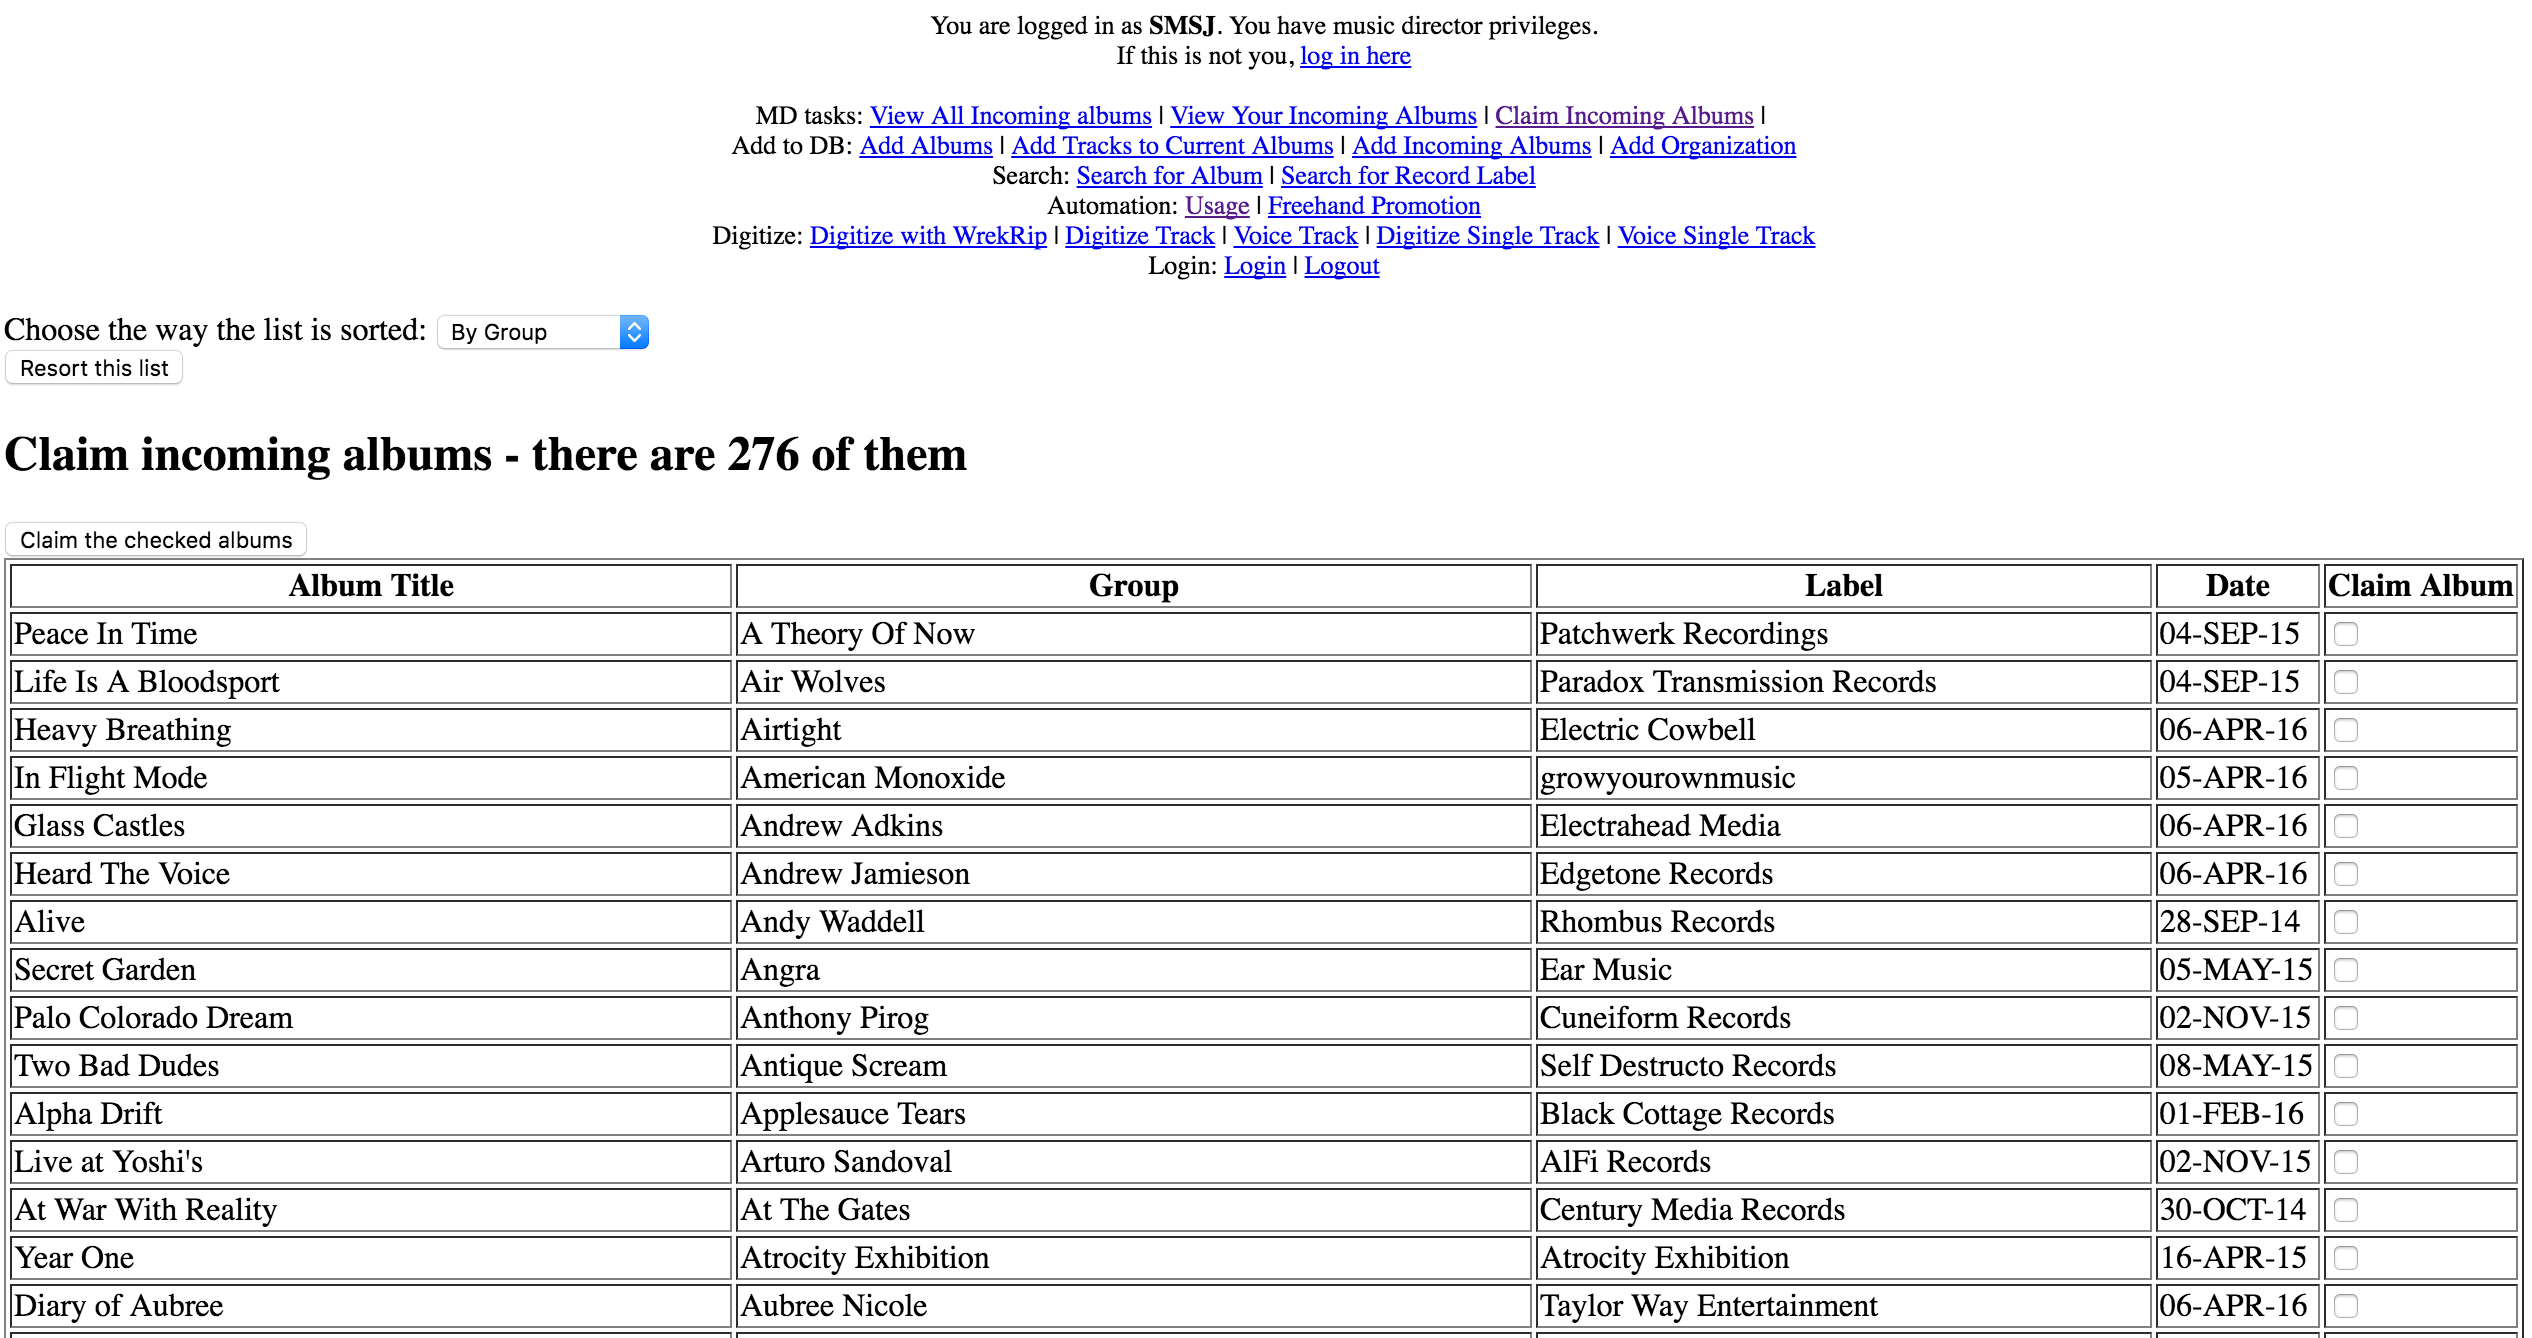 You are logged in as SMSJ. You have music director privileges.
If this is not you, log in here
MD tasks: View All Incoming albums | View Your Incoming Albums | Claim Incoming Albums |
Add to DB: Add Albums | Add Tracks to Current Albums | Add Incoming Albums | Add Organization
Search: Search for Album | Search for Record Label
Automation: Usage | Freehand Promotion
Digitize: Digitize with WrekRip | Digitize Track | Voice Track | Digitize Single Track | Voice Single Track
Login: Login | Logout
Choose the way the list is sorted: By Group
Resort this list
Claim incoming albums - there are 276 of them
Claim the checked albums
Album Title Group Label Date Claim Album
Peace In Time A Theory Of Now Patchwerk Recordings 04-SEP-15
Life Is A Bloodsport Air Wolves Paradox Transmission Records 04-SEP-15
Heavy Breathing Airtight Electric Cowbell 06-APR-16
In Flight Mode American Monoxide growyourownmusic 05-APR-16
Glass Castles Andrew Adkins Electrahead Media 06-APR-16
Heard The Voice Andrew Jamieson Edgetone Records 06-APR-16
Alive Andy Waddell Rhombus Records 28-SEP-14
Secret Garden Angra Ear Music 05-MAY-15
Palo Colorado Dream Anthony Pirog Cuneiform Records 02-NOV-15
Two Bad Dudes Antique Scream Self Destructo Records 08-MAY-15
Alpha Drift Applesauce Tears Black Cottage Records 01-FEB-16
Live at Yoshi's Arturo Sandoval AlFi Records 02-NOV-15
At War With Reality At The Gates Century Media Records 30-OCT-14
Year One Atrocity Exhibition Atrocity Exhibition 16-APR-15
Diary of Aubree Aubree Nicole Taylor Way Entertainment 06-APR-16